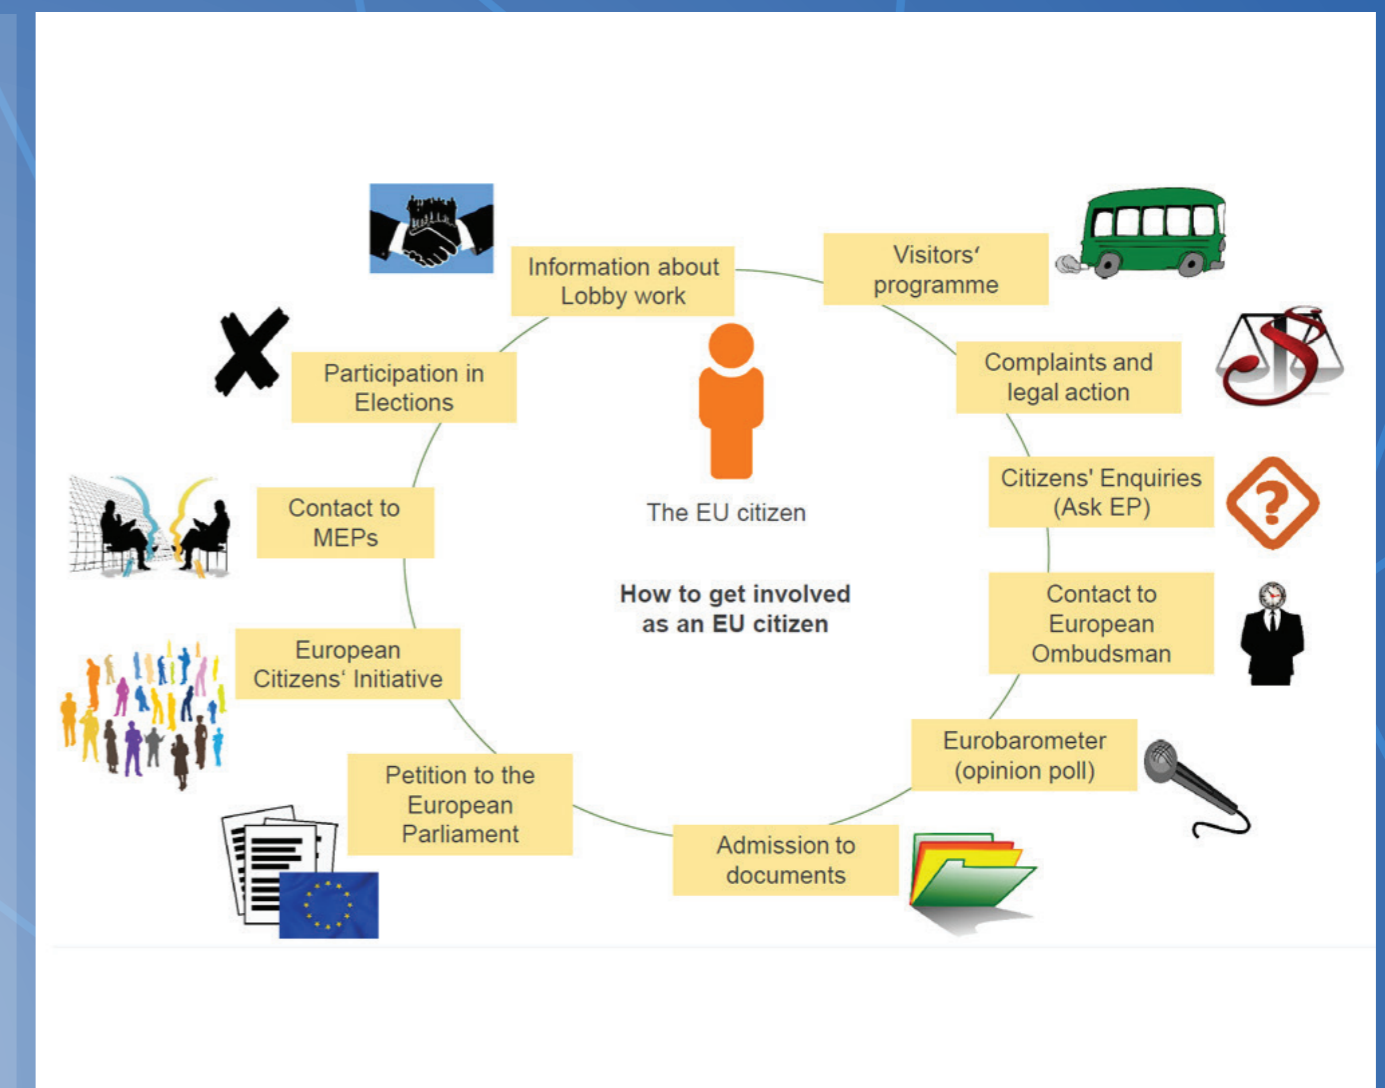 Information about
Lobby work
Visitors‘
programme
Participation in
Elections
Complaints and
legal action
Contact to
MEPs
Citizens' Enquiries
(Ask EP)
The EU citizen
How to get involved
as an EU citizen
Contact to
European
Ombudsman
European
Citizens‘ Initiative
Eurobarometer
(opinion poll)
Petition to the
European
Parliament
Admission to
documents